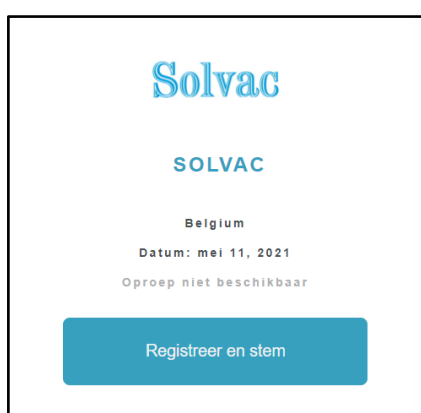 Solvac
SOLVAC
Belgium
Datum: mei 11, 2021
Oproep niet beschikbaar
Registreer en stem